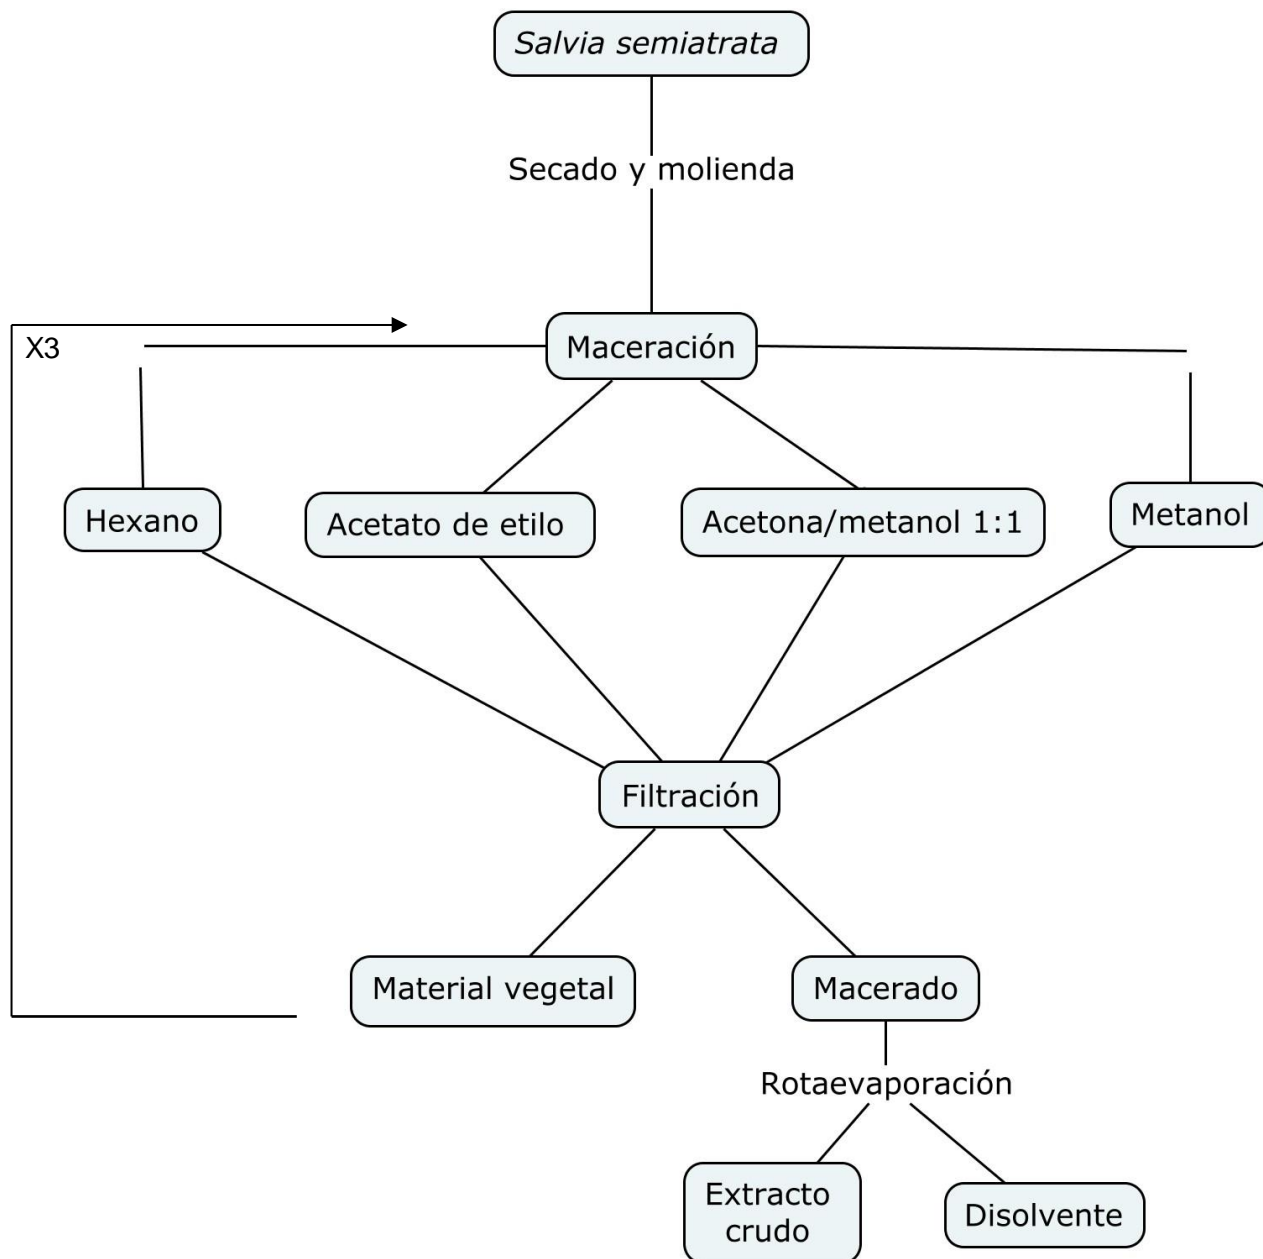 Salvia semiatrata
Secado y molienda
X3
Maceración
Hexano
Acetato de etilo
Acetona/metanol 1:1
Metanol
Filtración
Material vegetal
Macerado
Rotaevaporación
Extracto
crudo
Disolvente